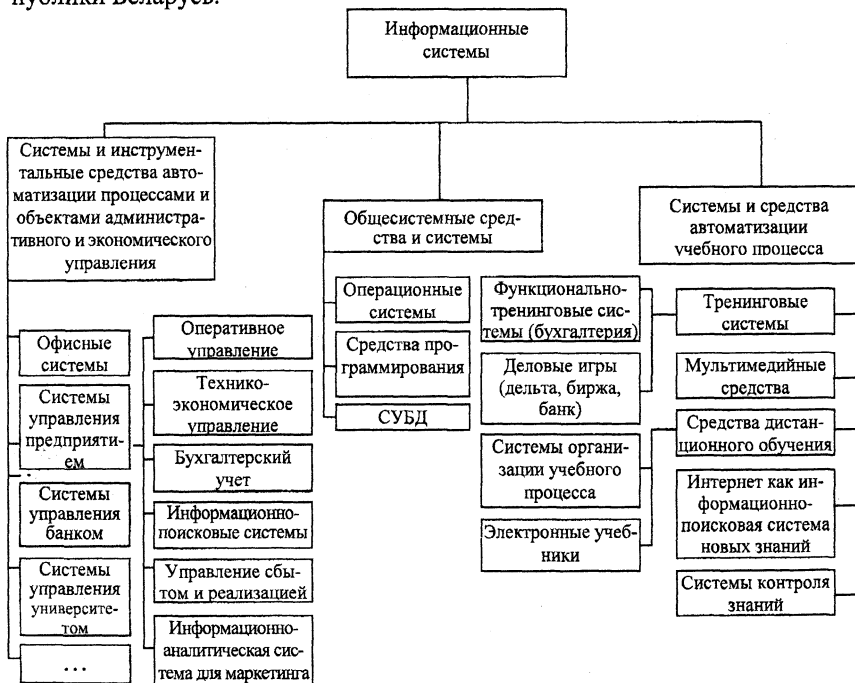 публики Беларусь.
Информационные
системы
Системы и инструмен-
тальные средства авто-
матизации процессами и
объектами администра-
тивного и экономического
управления
Общесистемные сред-
ства и системы
Системы и средства
автоматизации
учебного процесса
Офисные
системы
Системы
управления
предприяти-
ем
Системы
управления
банком
Системы
управления
университе-
том
...
Оперативное
управление
Технико-
экономическое
управление
Бухгалтерский
учет
Информационно-
поисковые системы
Управление сбы-
том и реализацией
Информационно-
аналитическая сис-
тема для маркетинга
Операционные
системы
Средства про-
граммирования
СУБД
Функционально-
тренинговые сис-
темы (бухгалтерия)
Деловые игры
(дельта, биржа,
банк)
Системы органи-
зации учебного
процесса
Электронные учеб-
ники
Тренинговые
системы
Мультимедийные
средства
Средства дистан-
ционного обучения
Интернет как ин-
формационно-
поисковая система
новых знаний
Системы контроля
знаний